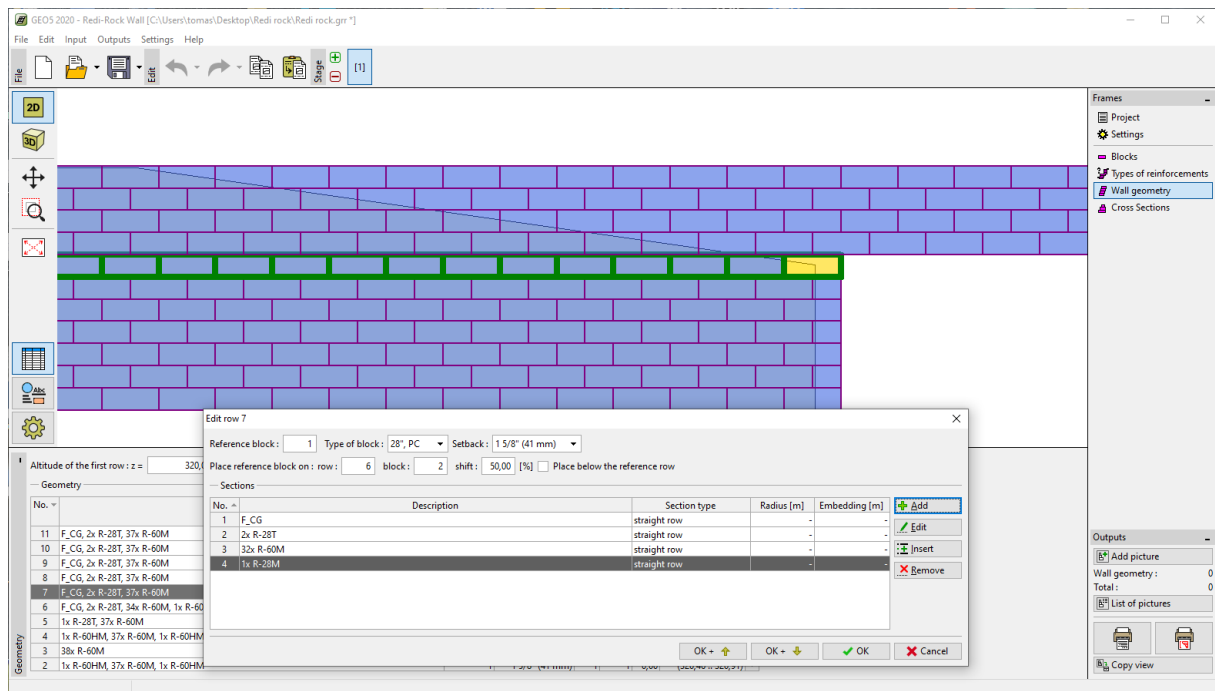 GEO5 2020 - Redi-Rock Wall [C:\Users\tomas\Desktop\Redi rock\Redi rock.grr *]
File Edit Input Outputs Settings Help
File
Edit
Stage
[1]
2D
3D
Abc
Frames
Project
Settings
Blocks
Types of reinforcements
Wall geometry
Cross Sections
Edit row 7
Reference block : 1 Type of block : 28", PC Setback : 1 5/8" (41 mm)
Place reference block on : row : 6 block : 2 shift : 50,00 [%] Place below the reference row
Sections
No. Description Section type Radius [m] Embedding [m]
1 F_CG straight row - -
2 2x R-28T straight row - -
3 32x R-60M straight row - -
4 1x R-28M straight row - -
Add
Edit
Insert
Remove
OK + OK + OK Cancel
Altitude of the first row : z = 320,
Geometry
No.
11 F_CG, 2x R-28T, 37x R-60M
10 F_CG, 2x R-28T, 37x R-60M
9 F_CG, 2x R-28T, 37x R-60M
8 F_CG, 2x R-28T, 37x R-60M
7 F_CG, 2x R-28T, 37x R-60M
6 F_CG, 2x R-28T, 34x R-60M, 1x R-60
5 1x R-28T, 37x R-60M
4 1x R-60HM, 37x R-60M, 1x R-60HM
3 38x R-60M
2 1x R-60HM, 37x R-60M, 1x R-60HM
Geometry
Outputs
Add picture
Wall geometry : 0
Total : 0
List of pictures
Copy view